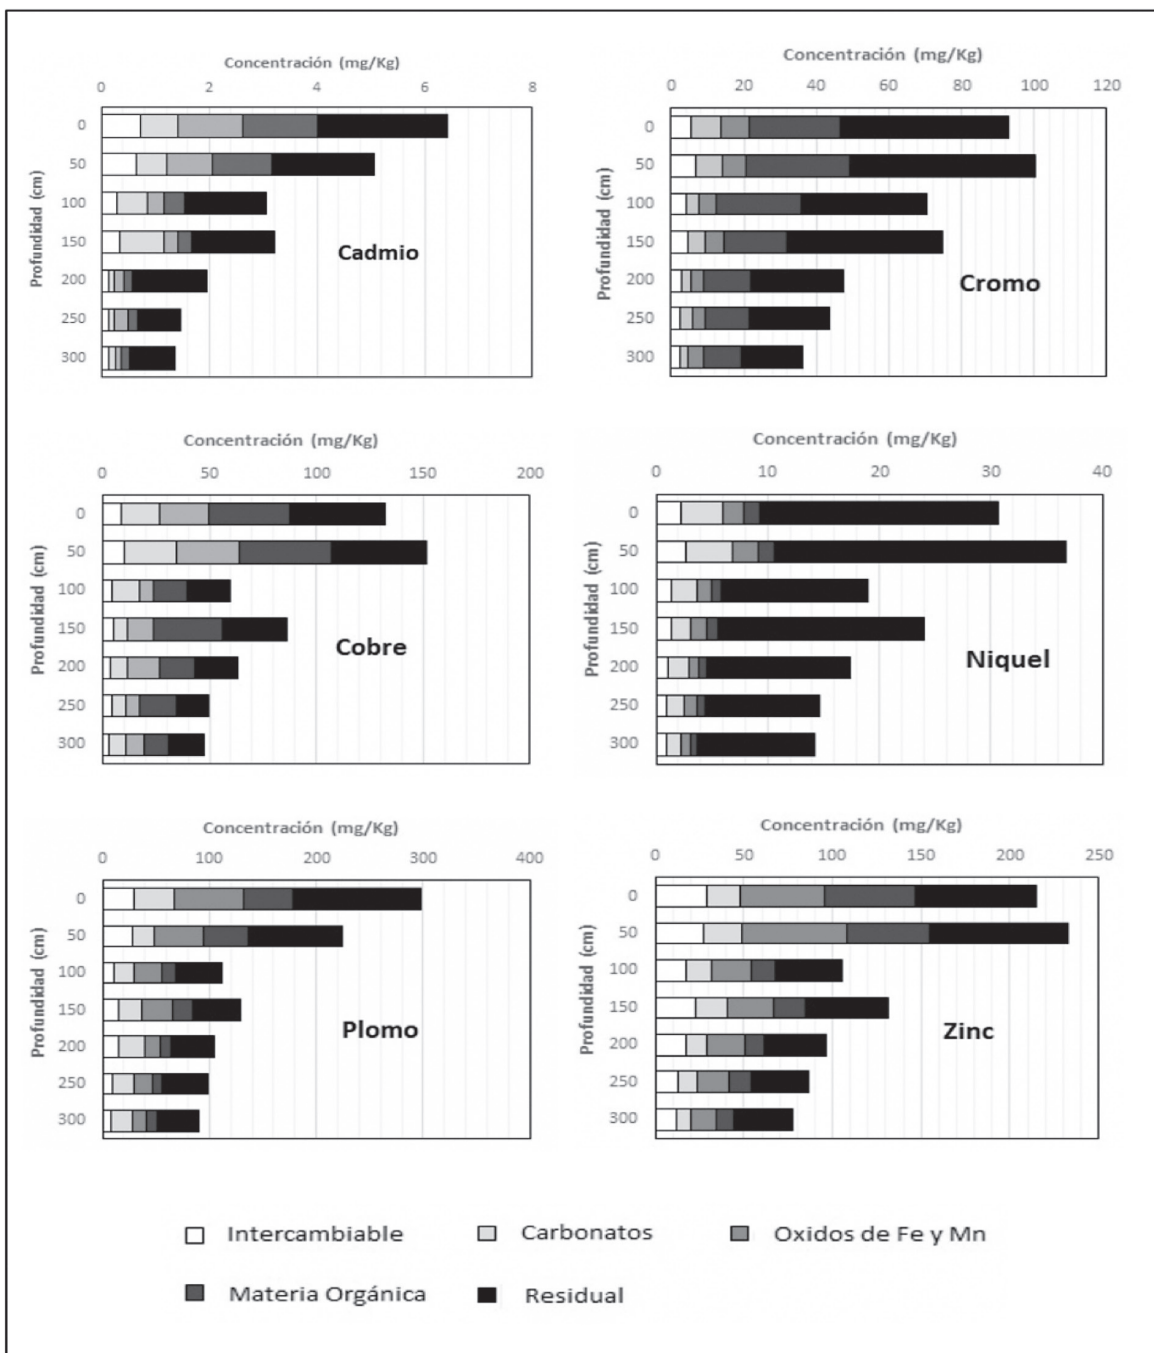 Concentración (mg/Kg)
0 2 4 6 8
Profundidad (cm)
0
50
100
150
200
250
300
Cadmio
Concentración (mg/Kg)
0 20 40 60 80 100 120
Profundidad (cm)
0
50
100
150
200
250
300
Cromo
Concentración (mg/Kg)
0 50 100 150 200
Profundidad (cm)
0
50
100
150
200
250
300
Cobre
Concentración (mg/Kg)
0 10 20 30 40
Profundidad (cm)
0
50
100
150
200
250
300
Niquel
Concentración (mg/Kg)
0 100 200 300 400
Profundidad (cm)
0
50
100
150
200
250
300
Plomo
Concentración (mg/Kg)
0 50 100 150 200 250
Profundidad (cm)
0
50
100
150
200
250
300
Zinc
Intercambiable Carbonatos Oxidos de Fe y Mn
Materia Orgánica Residual